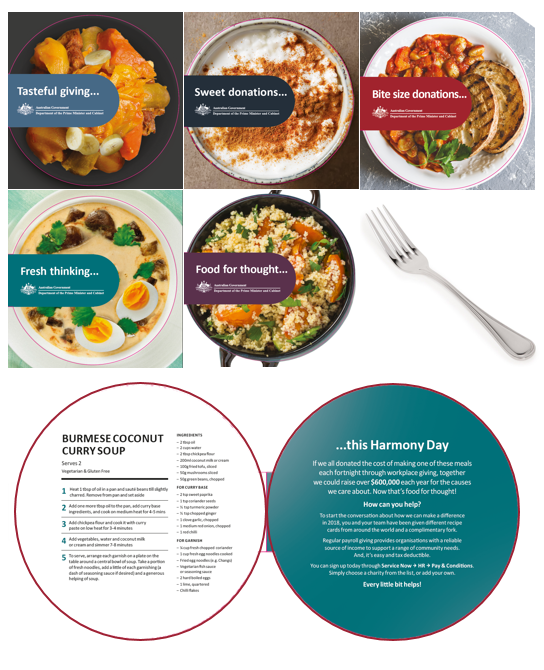 Tasteful giving...
Australian Government
Department of the Prime Minister and Cabinet
Sweet donations...
Australian Government
Department of the Prime Minister and Cabinet
Bite size donations...
Australian Government
Department of the Prime Minister and Cabinet
Fresh thinking...
Australian Government
Department of the Prime Minister and Cabinet
Food for thought...
Australian Government
Department of the Prime Minister and Cabinet
BURMESE COCONUT
CURRY SOUP
Serves 2
Vegetarian & Gluten Free
1 Heat 1 tbsp of oil in a pan and sauté beans till slightly
charred. Remove from pan and set aside
2 Add one more tbsp oil to the pan, add curry base
ingredients, and cook on medium heat for 4-5 mins
3 Add chickpea flour and cook it with curry
paste on low heat for 3-4 minutes
4 Add vegetables, water and coconut milk
or cream and simmer 7-8 minutes
5 To serve, arrange each garnish on a plate on the
table around a central bowl of soup. Take a portion
of fresh noodles, add a little of each garnishing (a
dash of seasoning sauce if desired) and a generous
helping of soup.
INGREDIENTS
– 2 tbsp oil
– 2 cups water
– 2 tbsp chickpea flour
– 200ml coconut milk or cream
– 100g fried tofu, sliced
– 50g mushrooms sliced
– 50g green beans, chopped
FOR CURRY BASE
– 2 tsp sweet paprika
– 1 tsp coriander seeds
– ½ tsp turmeric powder
– ½ tsp chopped ginger
– 1 clove garlic, chopped
– 1 medium red onion, chopped
– 1 red chilli
FOR GARNISH
– ¼ cup fresh chopped coriander
– 1 cup fresh egg noodles cooked
– Fried egg noodles (e.g. Chang)
– Vegetarian fish sauce
or seasoning sauce
– 2 hard boiled eggs
– 1 lime, quartered
– Chilli flakes
...this Harmony Day
If we all donated the cost of making one of these meals
each fortnight through workplace giving, together
we could raise over $600,000 each year for the causes
we care about. Now that's food for thought!
How can you help?
To start the conversation about how we can make a difference
in 2018, you and your team have been given different recipe
cards from around the world and a complimentary fork.
Regular payroll giving provides organisations with a reliable
source of income to support a range of community needs.
And, it's easy and tax deductible.
You can sign up today through Service Now → HR → Pay & Conditions.
Simply choose a charity from the list, or add your own.
Every little bit helps!